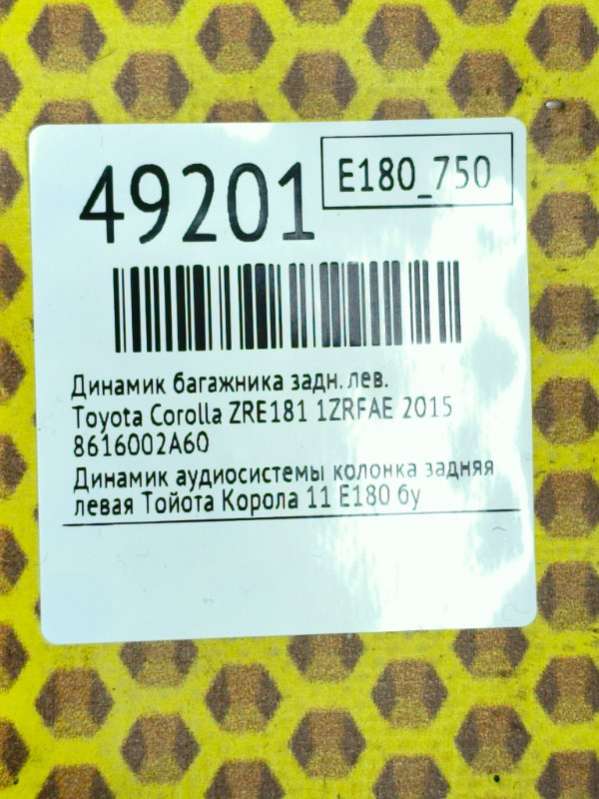 49201
E180_750
Динамик багажника задн. лев.
Toyota Corolla ZRE181 1ZRFAE 2015
8616002A60
Динамик аудиосистемы колонка задняя
левая Тойота Корола 11 E180 бу